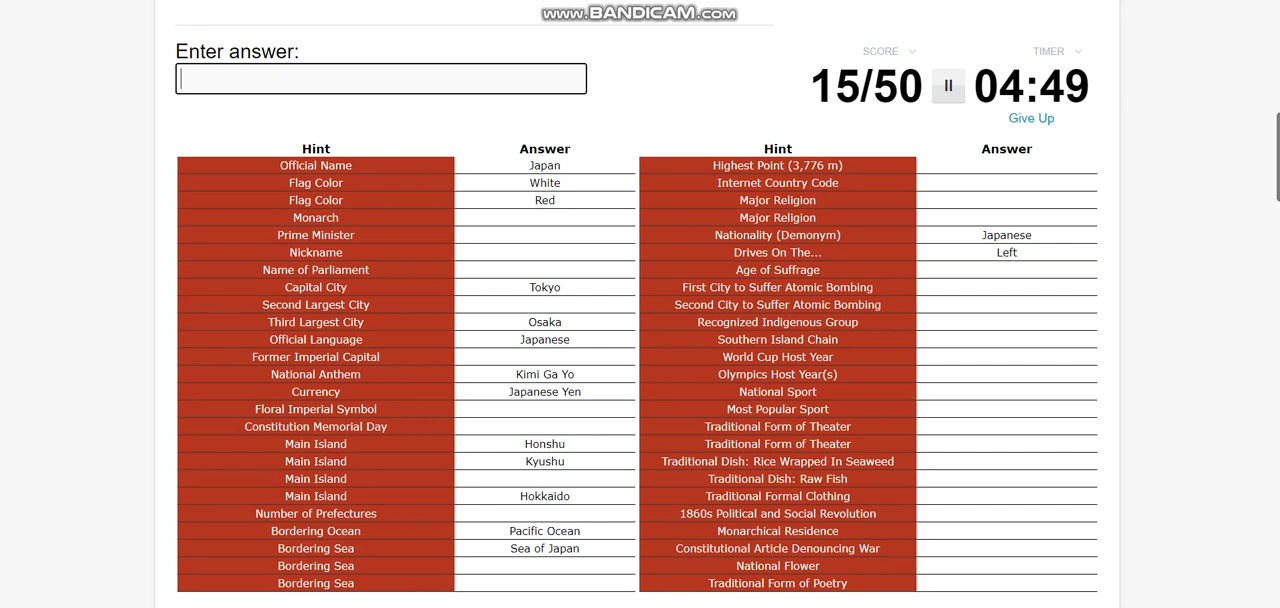 www.BANDICAM.com
Enter answer:
SCORE
TIMER
15/50
II
04:49
Give Up
Hint Answer Hint Answer
Official Name Japan Highest Point (3,776 m)
Flag Color White Internet Country Code
Flag Color Red Major Religion
Monarch Major Religion
Prime Minister Nationality (Demonym) Japanese
Nickname Drives On The... Left
Name of Parliament Age of Suffrage
Capital City Tokyo First City to Suffer Atomic Bombing
Second Largest City Second City to Suffer Atomic Bombing
Third Largest City Osaka Recognized Indigenous Group
Official Language Japanese Southern Island Chain
Former Imperial Capital World Cup Host Year
National Anthem Kimi Ga Yo Olympics Host Year(s)
Currency Japanese Yen National Sport
Floral Imperial Symbol Most Popular Sport
Constitution Memorial Day Traditional Form of Theater
Main Island Honshu Traditional Form of Theater
Main Island Kyushu Traditional Dish: Rice Wrapped In Seaweed
Main Island Traditional Dish: Raw Fish
Main Island Hokkaido Traditional Formal Clothing
Number of Prefectures 1860s Political and Social Revolution
Bordering Ocean Pacific Ocean Monarchical Residence
Bordering Sea Sea of Japan Constitutional Article Denouncing War
Bordering Sea National Flower
Bordering Sea Traditional Form of Poetry